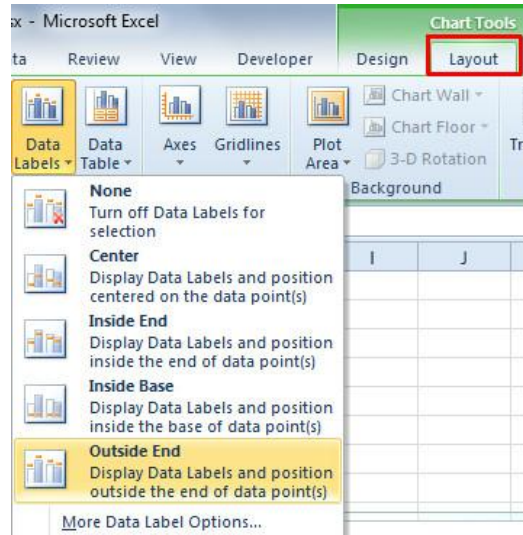 sx - Microsoft Excel
Chart Tools
ta Review View Developer Design Layout
Data Labels
Data Table
Axes
Gridlines
Plot Area
Chart Wall
Chart Floor
3-D Rotation
Tr
Background
None
Turn off Data Labels for
selection
Center
Display Data Labels and position
centered on the data point(s)
Inside End
Display Data Labels and position
inside the end of data point(s)
Inside Base
Display Data Labels and position
inside the base of data point(s)
Outside End
Display Data Labels and position
outside the end of data point(s)
More Data Label Options...
I J